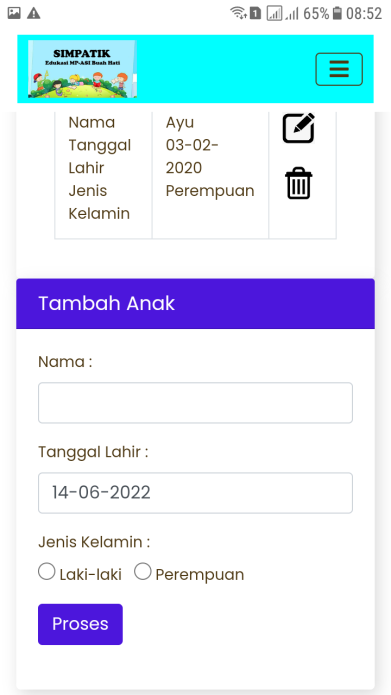 65% 08:52
SIMPATIK
Edukasi MP-ASI Buah Hati
Nama Ayu
Tanggal 03-02-
Lahir 2020
Jenis Perempuan
Kelamin
Tambah Anak
Nama :
Tanggal Lahir :
14-06-2022
Jenis Kelamin :
Laki-laki Perempuan
Proses